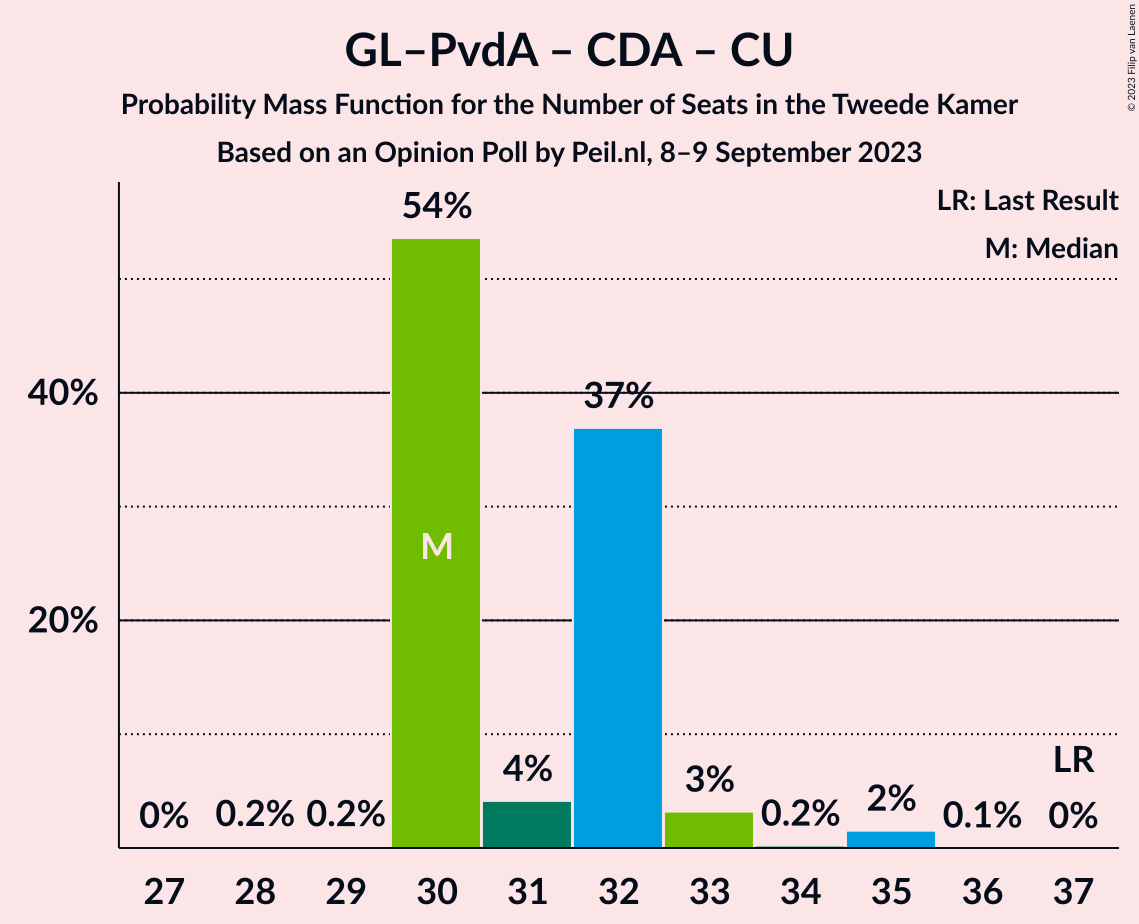 GL–PvdA – CDA – CU
Probability Mass Function for the Number of Seats in the Tweede Kamer
Based on an Opinion Poll by Peil.nl, 8–9 September 2023
© 2023 Filip van Laenen
LR: Last Result
M: Median
54%
40%
37%
M
20%
LR
4%
3%
2%
0%
0.2%
0.2%
0.2%
0.1%
0%
27 28 29 30 31 32 33 34 35 36 37